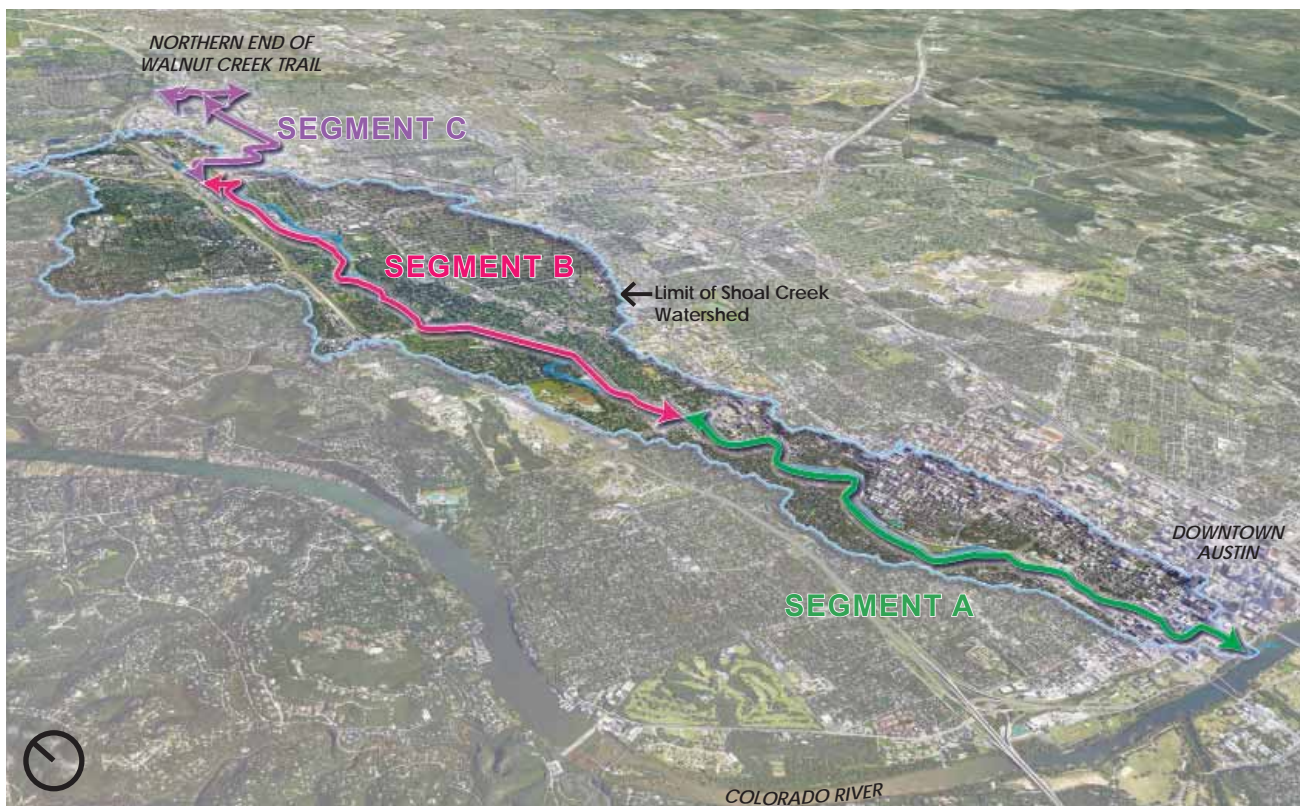 NORTHERN END OF
WALNUT CREEK TRAIL
SEGMENT C
SEGMENT B
Limit of Shoal Creek
Watershed
DOWNTOWN
AUSTIN
SEGMENT A
COLORADO RIVER